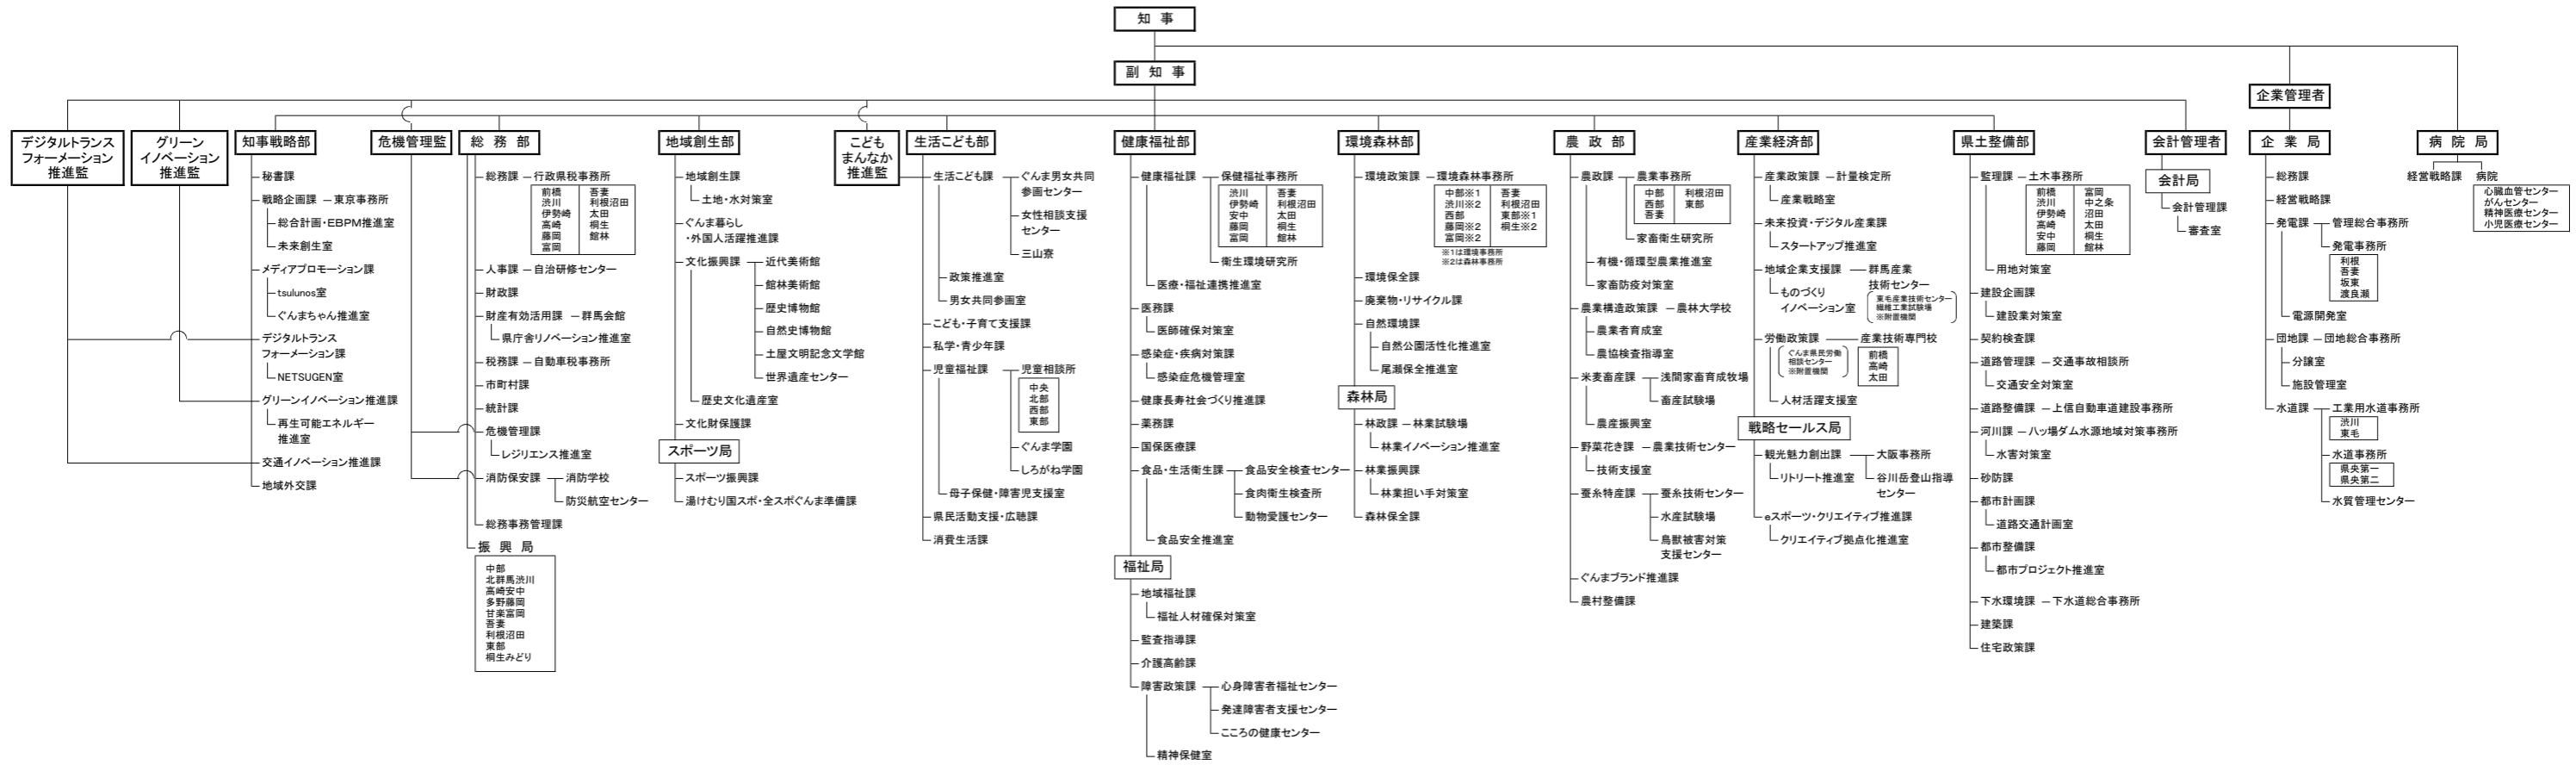 知事
副知事
企業管理者
デジタルトランス
フォーメーション
推進監
グリーン
イノベーション
推進監
知事戦略部
秘書課
戦略企画課
東京事務所
総合計画・EBPM推進室
未来創生室
メディアプロモーション課
tsulunos室
ぐんまちゃん推進室
デジタルトランス
フォーメーション課
NETSUGEN室
グリーンイノベーション推進課
再生可能エネルギー
推進室
交通イノベーション推進課
地域外交課
危機管理監
総務部
総務課
行政県税事務所
前橋
渋川
伊勢崎
高崎
藤岡
富岡
吾妻
利根沼田
太田
桐生
館林
人事課
自治研修センター
財政課
財産有効活用課
群馬会館
県庁舎リノベーション推進室
税務課
自動車税事務所
市町村課
統計課
危機管理課
レジリエンス推進室
消防保安課
消防学校
防災航空センター
総務事務管理課
振興局
中部
北群馬渋川
高崎安中
多野藤岡
甘楽富岡
吾妻
利根沼田
東部
桐生みどり
地域創生部
地域創生課
土地・水対策室
ぐんま暮らし
・外国人活躍推進課
文化振興課
近代美術館
館林美術館
歴史博物館
自然史博物館
土屋文明記念文学館
世界遺産センター
歴史文化遺産室
文化財保護課
スポーツ局
スポーツ振興課
湯けむり国スポ・全スポぐんま準備課
こども
まんなか
推進監
生活こども部
生活こども課
ぐんま男女共同
参画センター
女性相談支援
センター
三山寮
政策推進室
男女共同参画室
こども・子育て支援課
私学・青少年課
児童福祉課
児童相談所
中央
北部
西部
東部
ぐんま学園
しろがね学園
母子保健・障害児支援室
県民活動支援・広聴課
消費生活課
健康福祉部
健康福祉課
保健福祉事務所
渋川
伊勢崎
安中
藤岡
富岡
吾妻
利根沼田
太田
桐生
館林
衛生環境研究所
医療・福祉連携推進室
医務課
医師確保対策室
感染症・疾病対策課
感染症危機管理室
健康長寿社会づくり推進課
薬務課
国保医療課
食品・生活衛生課
食品安全検査センター
食肉衛生検査所
動物愛護センター
食品安全推進室
福祉局
地域福祉課
福祉人材確保対策室
監査指導課
介護高齢課
障害政策課
心身障害者福祉センター
発達障害者支援センター
こころの健康センター
精神保健室
環境森林部
環境政策課
環境森林事務所
中部※1
渋川※2
西部
藤岡※2
富岡※2
吾妻
利根沼田
東部※1
桐生※2
※1は環境事務所
※2は森林事務所
環境保全課
廃棄物・リサイクル課
自然環境課
自然公園活性化推進室
尾瀬保全推進室
森林局
林政課
林業試験場
林業イノベーション推進室
林業振興課
林業担い手対策室
森林保全課
農政部
農政課
農業事務所
中部
西部
吾妻
利根沼田
東部
家畜衛生研究所
有機・循環型農業推進室
家畜防疫対策室
農業構造政策課
農林大学校
農業者育成室
農協検査指導室
米麦畜産課
浅間家畜育成牧場
畜産試験場
農産振興室
野菜花き課
農業技術センター
技術支援室
蚕糸特産課
蚕糸技術センター
水産試験場
鳥獣被害対策
支援センター
ぐんまブランド推進課
農村整備課
産業経済部
産業政策課
計量検定所
産業戦略室
未来投資・デジタル産業課
スタートアップ推進室
地域企業支援課
群馬産業
技術センター
東毛産業技術センター
繊維工業試験場
※附置機関
ものづくり
イノベーション室
労働政策課
産業技術専門校
ぐんま県民労働
相談センター
※附置機関
前橋
高崎
太田
人材活躍支援室
戦略セールス局
観光魅力創出課
大阪事務所
リトリート推進室
谷川岳登山指導
センター
eスポーツ・クリエイティブ推進課
クリエイティブ拠点化推進室
県土整備部
監理課
土木事務所
前橋
渋川
伊勢崎
高崎
安中
藤岡
富岡
中之条
沼田
太田
桐生
館林
用地対策室
建設企画課
建設業対策室
契約検査課
道路管理課
交通事故相談所
交通安全対策室
道路整備課
上信自動車道建設事務所
河川課
八ッ場ダム水源地域対策事務所
水害対策室
砂防課
都市計画課
道路交通計画室
都市整備課
都市プロジェクト推進室
下水環境課
下水道総合事務所
建築課
住宅政策課
会計管理者
会計局
会計管理課
審査室
企業局
総務課
経営戦略課
発電課
管理総合事務所
発電事務所
利根
吾妻
坂東
渡良瀬
電源開発室
団地課
団地総合事務所
分譲室
施設管理室
水道課
工業用水道事務所
渋川
東毛
水道事務所
県央第一
県央第二
水質管理センター
病院局
経営戦略課
病院
心臓血管センター
がんセンター
精神医療センター
小児医療センター